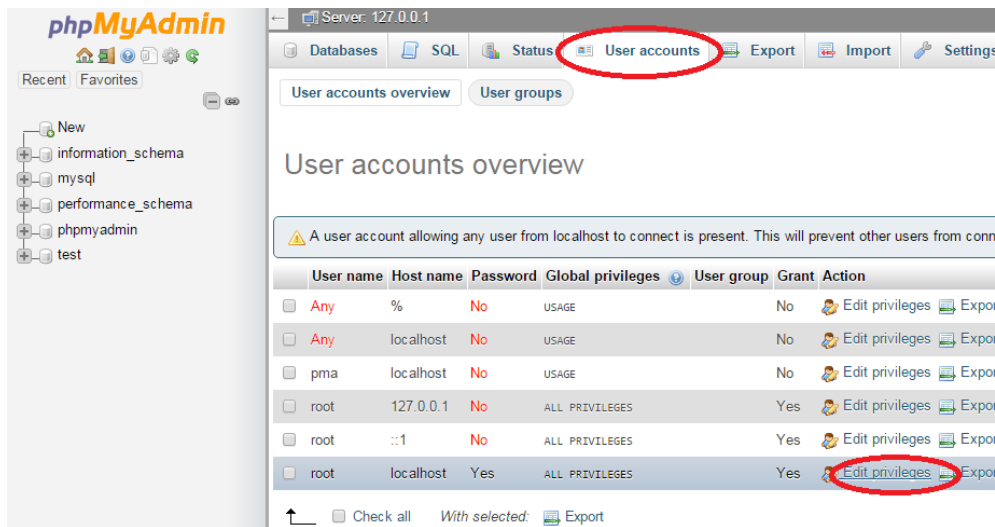 phpMyAdmin
Recent Favorites
New
information_schema
mysql
performance_schema
phpmyadmin
test
Server: 127.0.0.1
Databases SQL Status User accounts Export Import Settings
User accounts overview User groups
User accounts overview
A user account allowing any user from localhost to connect is present. This will prevent other users from conn
User name Host name Password Global privileges User group Grant Action
Any % No USAGE No Edit privileges Expor
Any localhost No USAGE No Edit privileges Expor
pma localhost No USAGE No Edit privileges Expor
root 127.0.0.1 No ALL PRIVILEGES Yes Edit privileges Expor
root ::1 No ALL PRIVILEGES Yes Edit privileges Expor
root localhost Yes ALL PRIVILEGES Yes Edit privileges Expor
Check all With selected: Export